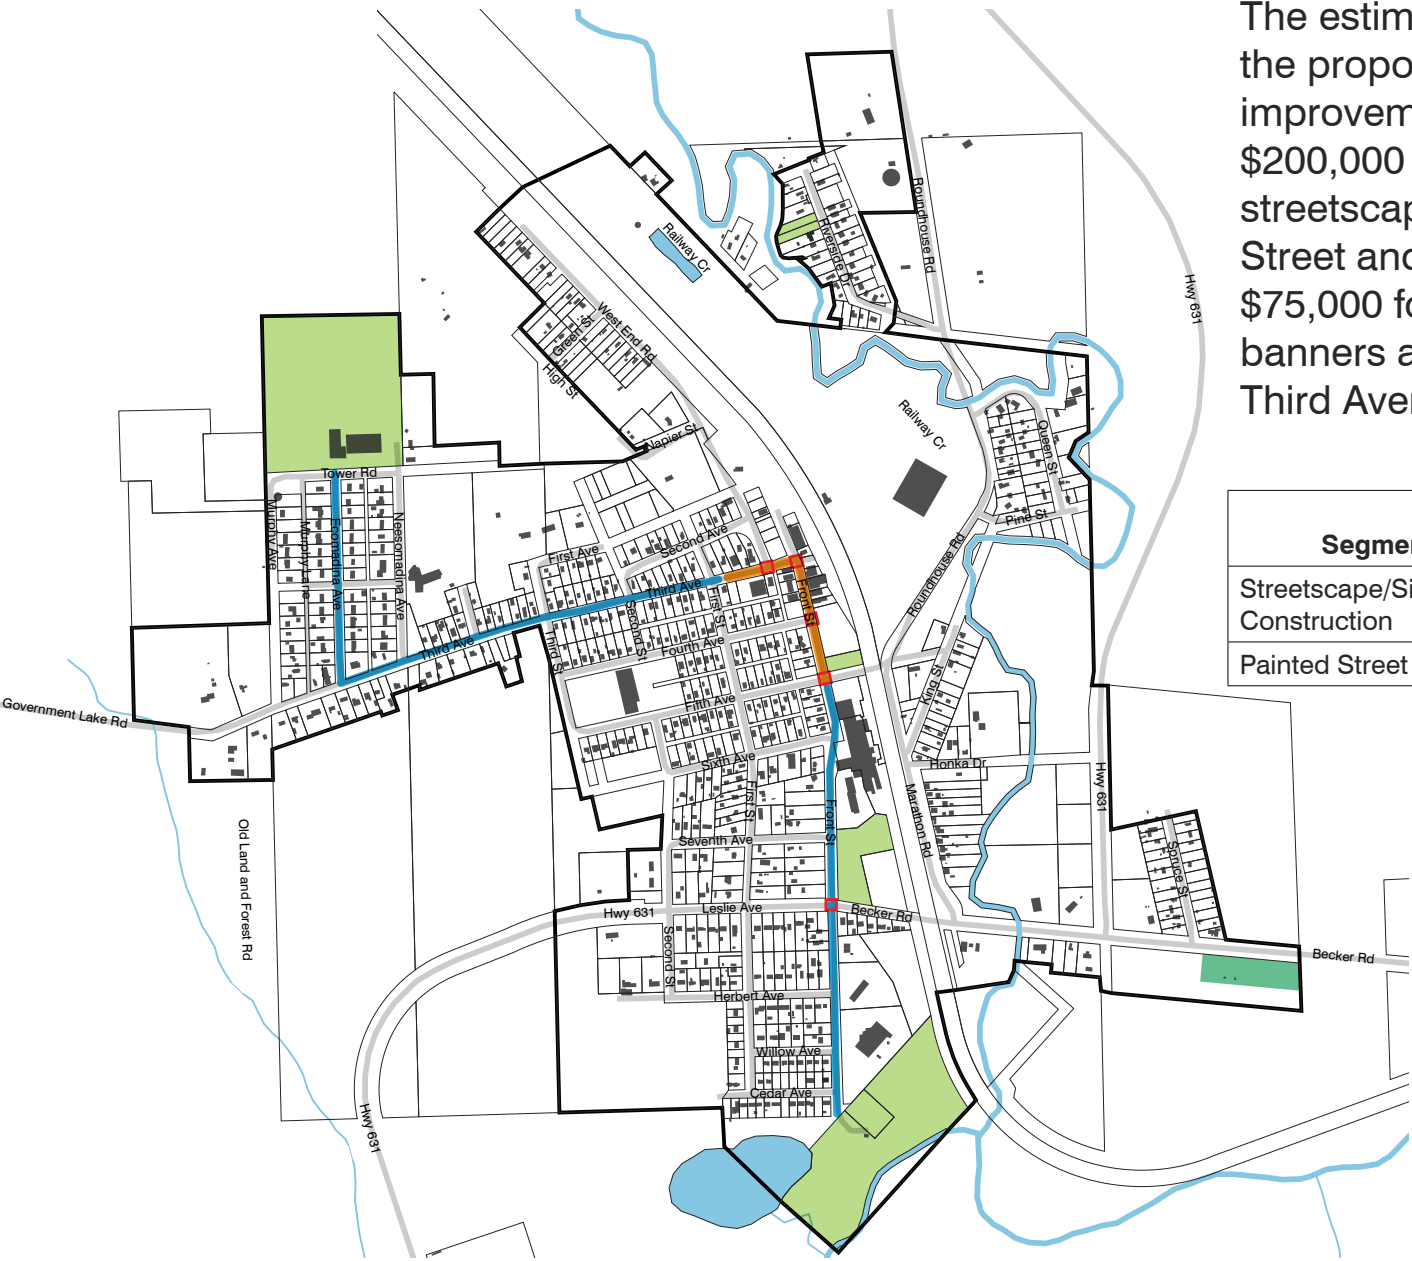 The estim
the propo
improvem
$200,000
streetscap
Street and
$75,000 fo
banners a
Third Aven
Segmen
Streetscape/Si
Construction
Painted Street
Railway Cr
Roundhouse Rd
Riverside Dr
Hwy 631
West End Rd
Green S
High St
Napier St
Railway Cr
Queen St
Pine St
Tower Rd
Murphy Ave
Murphy Lane
Foomadina Ave
Neesomadina Ave
First Ave
Second Ave
Third Ave
Front St
First St
Second St
Third St
Fourth Ave
Third Ave
Roundhouse Rd
King St
Fifth Ave
Government Lake Rd
Sixth Ave
Honka Dr
Hwy 631
First St
Front St
Marathon Rd
Old Land and Forest Rd
Seventh Ave
Spruce St
Hwy 631
Leslie Ave
Becker Rd
Second St
Becker Rd
Herbert Ave
Willow Ave
Cedar Ave
Hwy 631